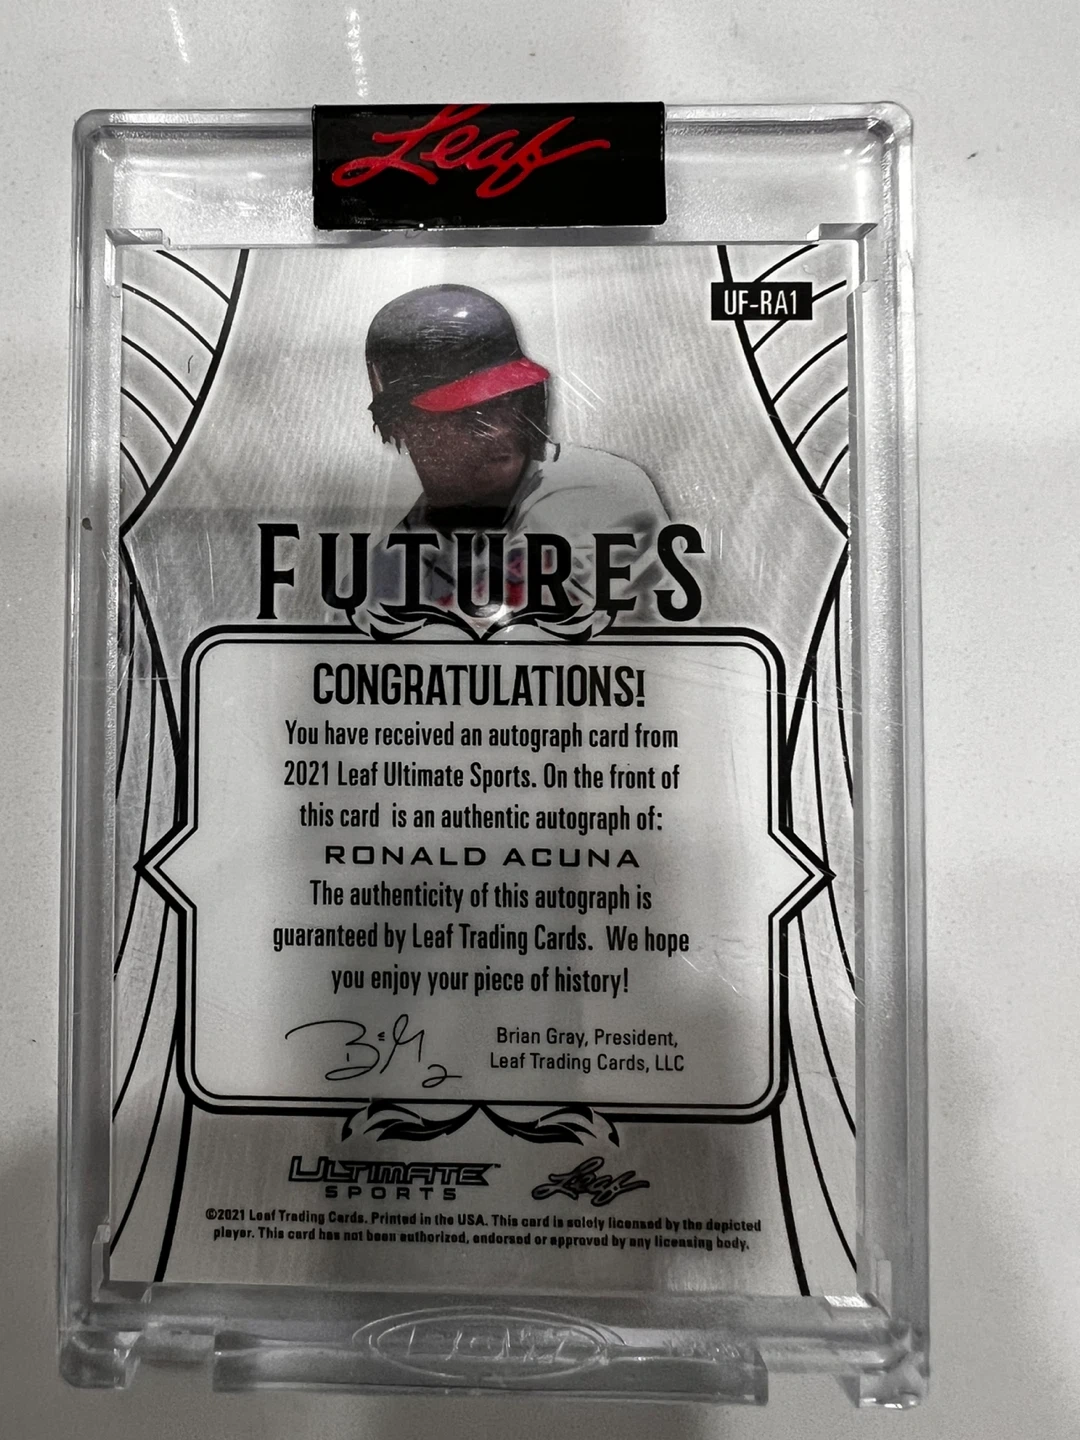 Leaf
UF-RA1
FUTURES
CONGRATULATIONS!
You have received an autograph card from
2021 Leaf Ultimate Sports. On the front of
this card is an authentic autograph of:
RONALD ACUNA
The authenticity of this autograph is
guaranteed by Leaf Trading Cards. We hope
you enjoy your piece of history!
Brian Gray, President,
Leaf Trading Cards, LLC
ULTIMATE
SPORTS
Leaf
©2021 Leaf Trading Cards. Printed in the USA. This card is solely licensed by the depicted
player. This card has not been authorized, endorsed or approved by any licensing body.